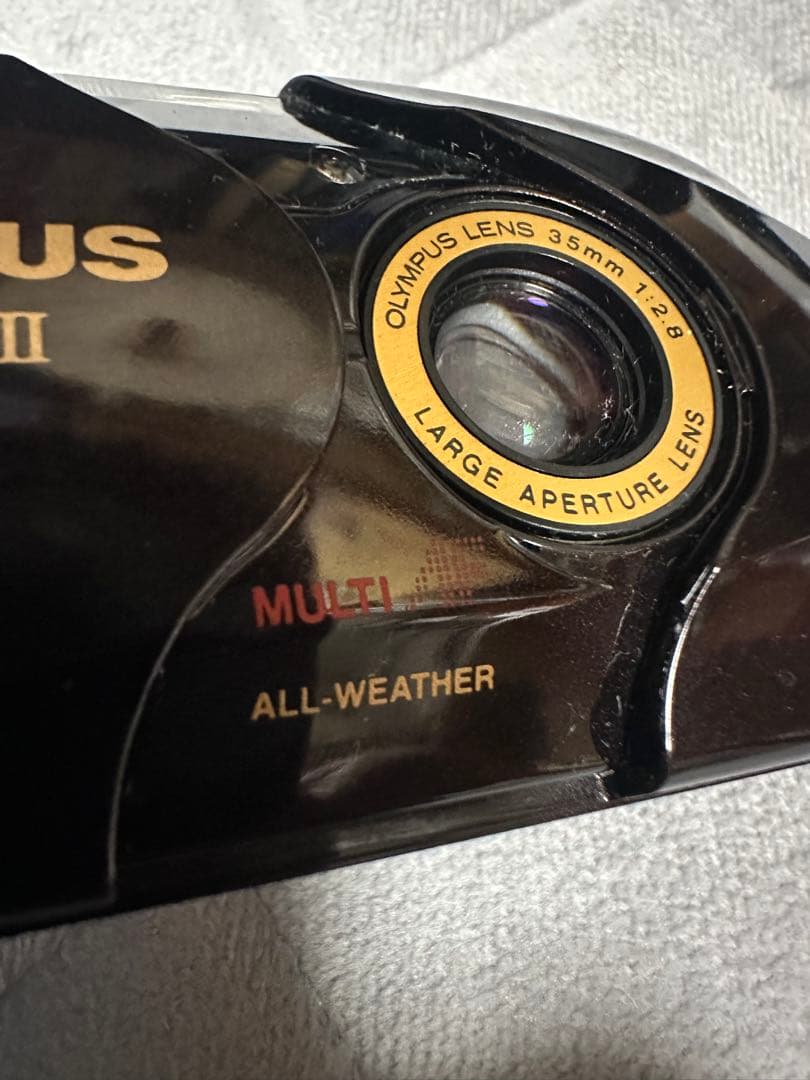 US
II
OLYMPUS LENS 35mm 1:2.8
LARGE APERTURE LENS
MULTI
ALL-WEATHER